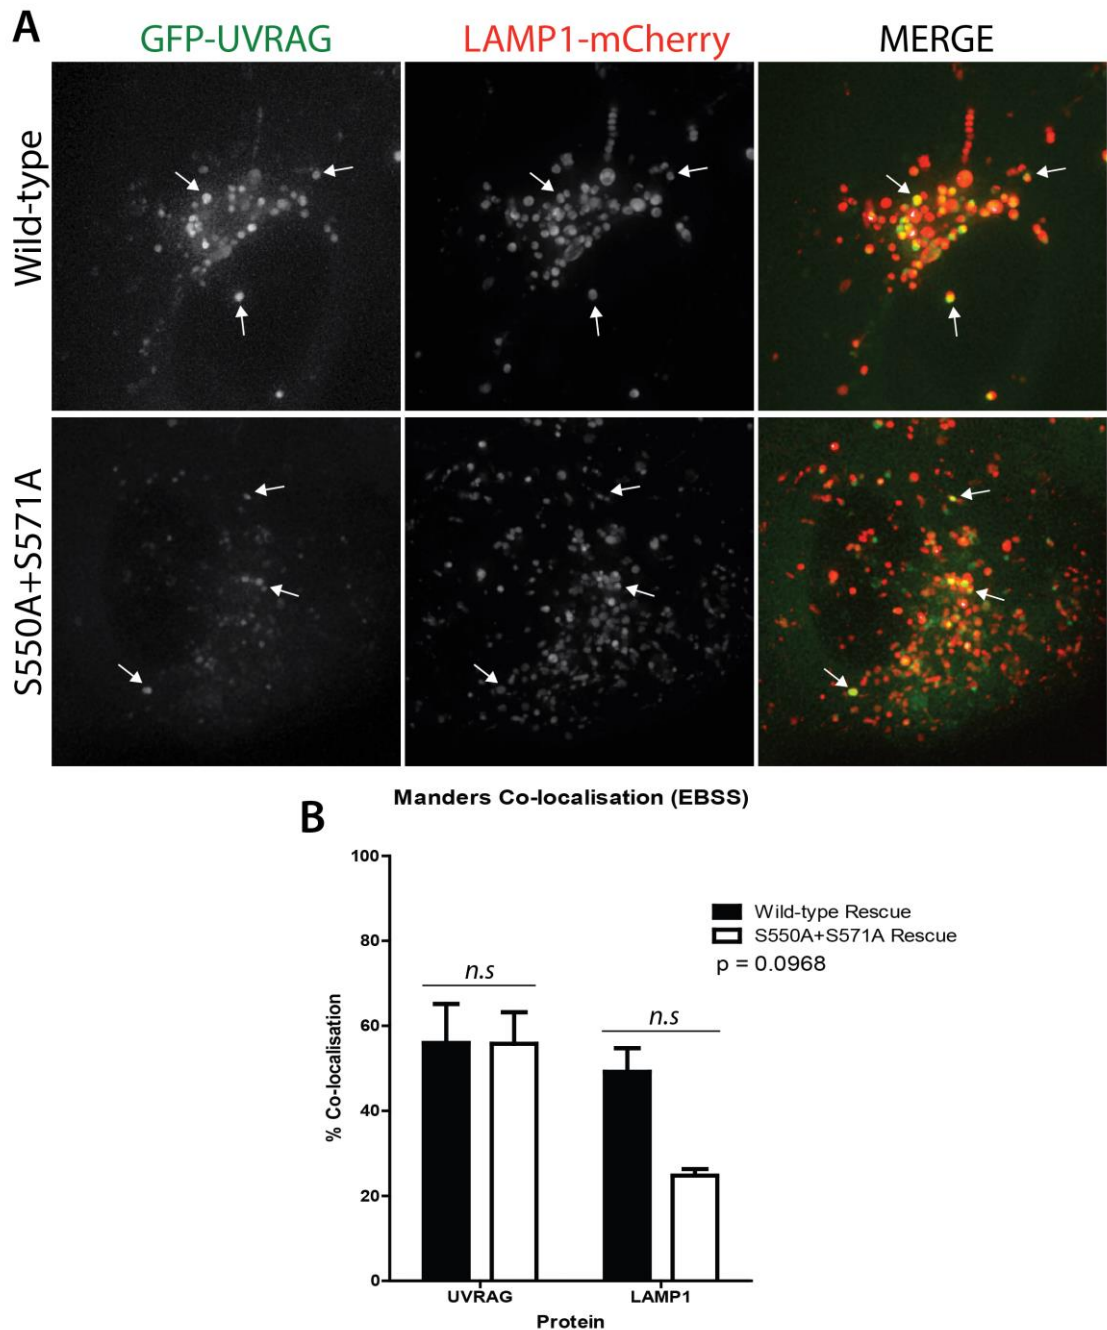 A
GFP-UVRAG
LAMP1-mCherry
MERGE
Wild-type
S550A+S571A
Manders Co-localisation (EBSS)
B
100
80
60
40
20
0
% Co-localisation
n.s
n.s
Wild-type Rescue
S550A+S571A Rescue
p = 0.0968
UVRAG
LAMP1
Protein